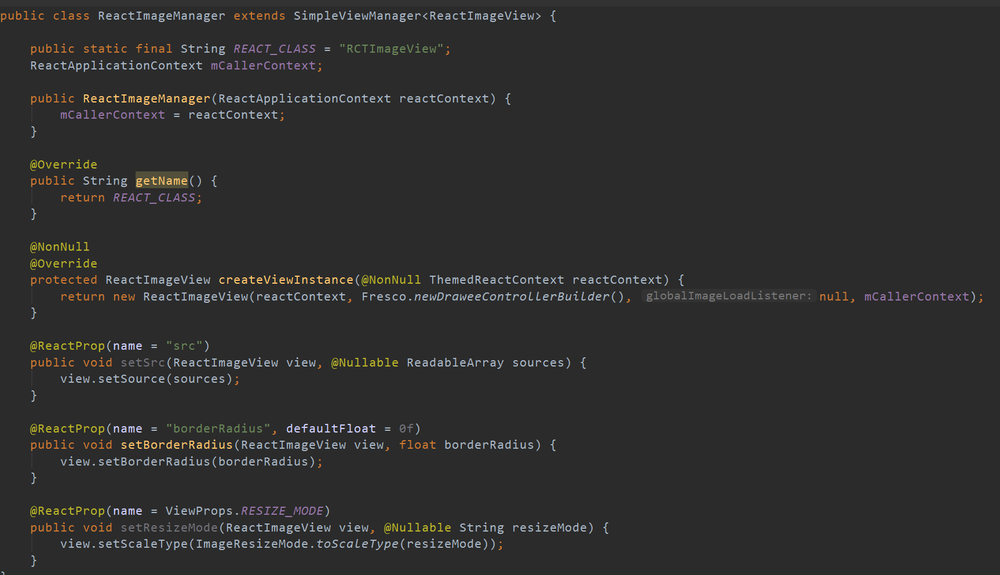 public class ReactImageManager extends SimpleViewManager<ReactImageView> {
public static final String REACT_CLASS = "RCTImageView";
ReactApplicationContext mCallerContext;
public ReactImageManager(ReactApplicationContext reactContext) {
mCallerContext = reactContext;
}
@Override
public String getName() {
return REACT_CLASS;
}
@NonNull
@Override
protected ReactImageView createViewInstance(@NonNull ThemedReactContext reactContext) {
return new ReactImageView(reactContext, Fresco.newDraweeControllerBuilder(), globalImageLoadListener: null, mCallerContext);
}
@ReactProp(name = "src")
public void setSrc(ReactImageView view, @Nullable ReadableArray sources) {
view.setSource(sources);
}
@ReactProp(name = "borderRadius", defaultFloat = 0f)
public void setBorderRadius(ReactImageView view, float borderRadius) {
view.setBorderRadius(borderRadius);
}
@ReactProp(name = ViewProps.RESIZE_MODE)
public void setResizeMode(ReactImageView view, @Nullable String resizeMode) {
view.setScaleType(ImageResizeMode.toScaleType(resizeMode));
}
}